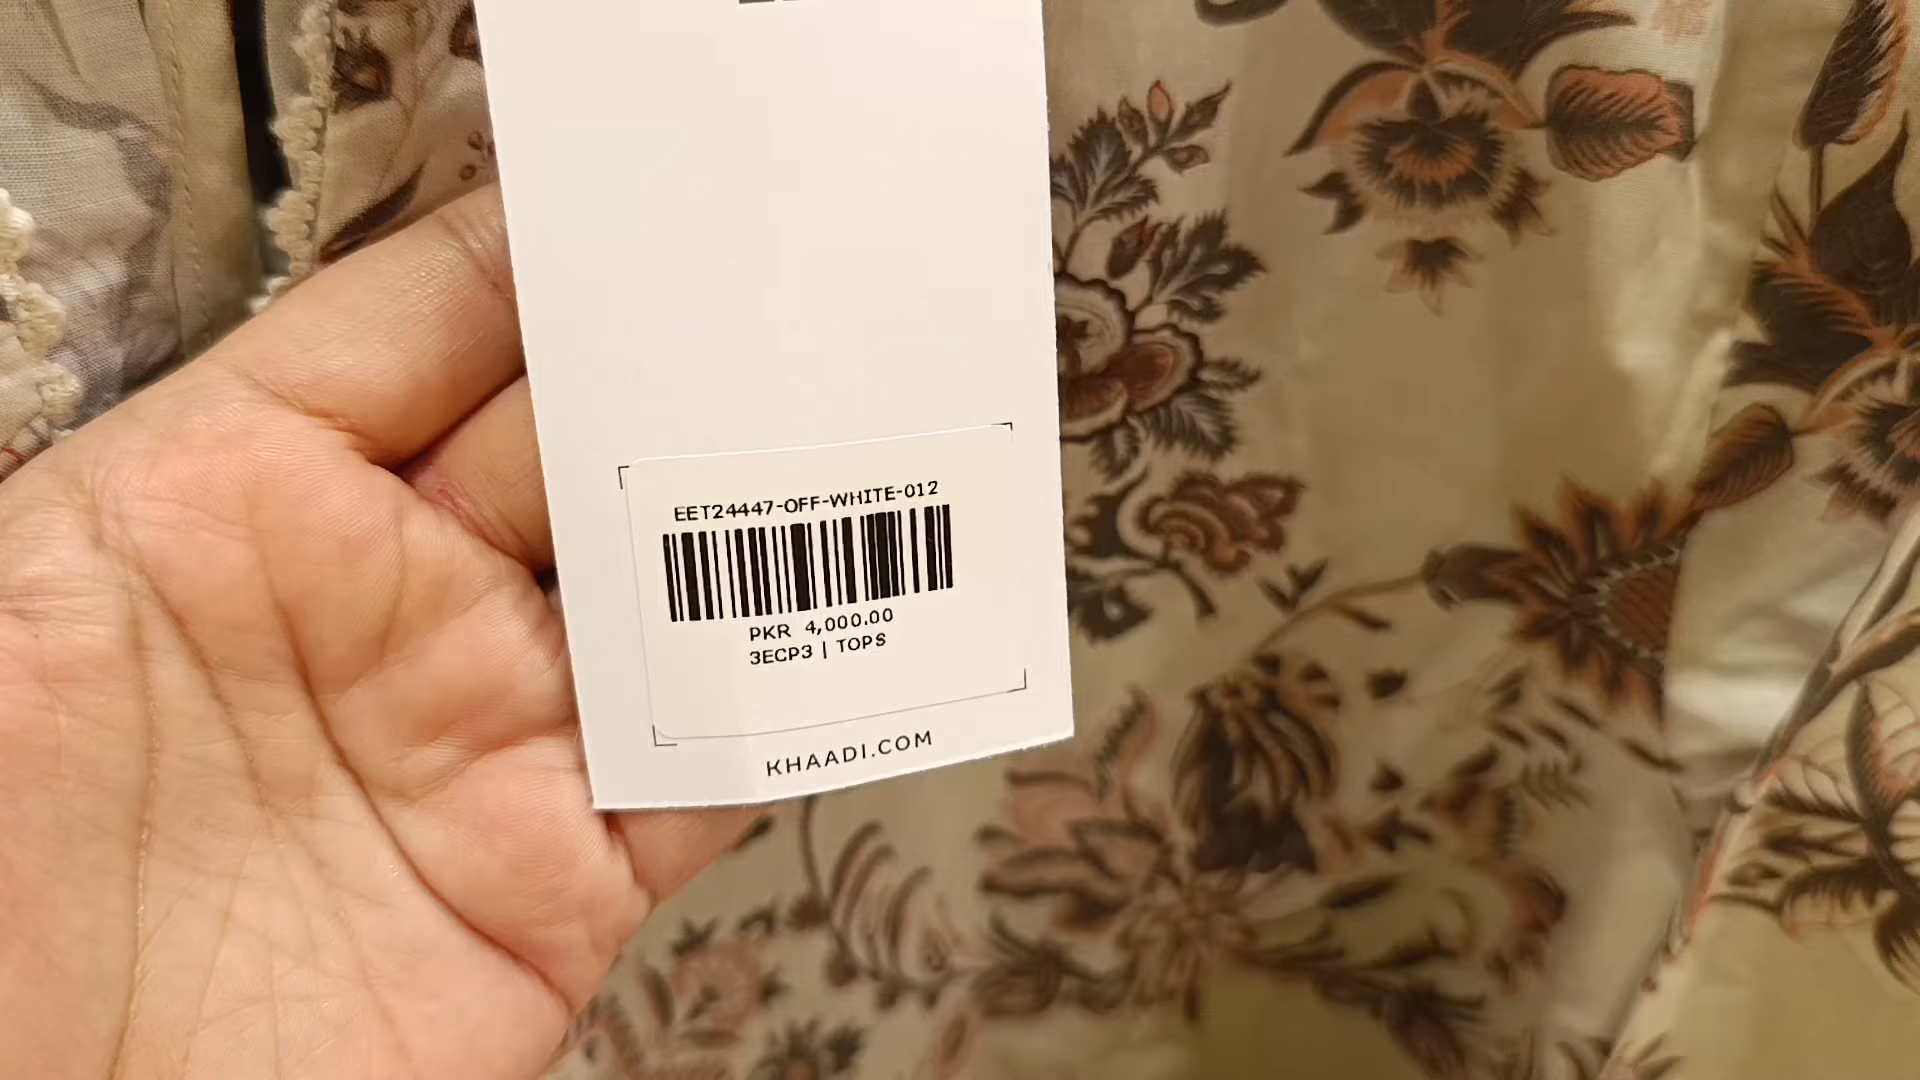 EET24447-OFF-WHITE-012
PKR 4,000.00
3ECP3 | TOPS
KHAADI.COM